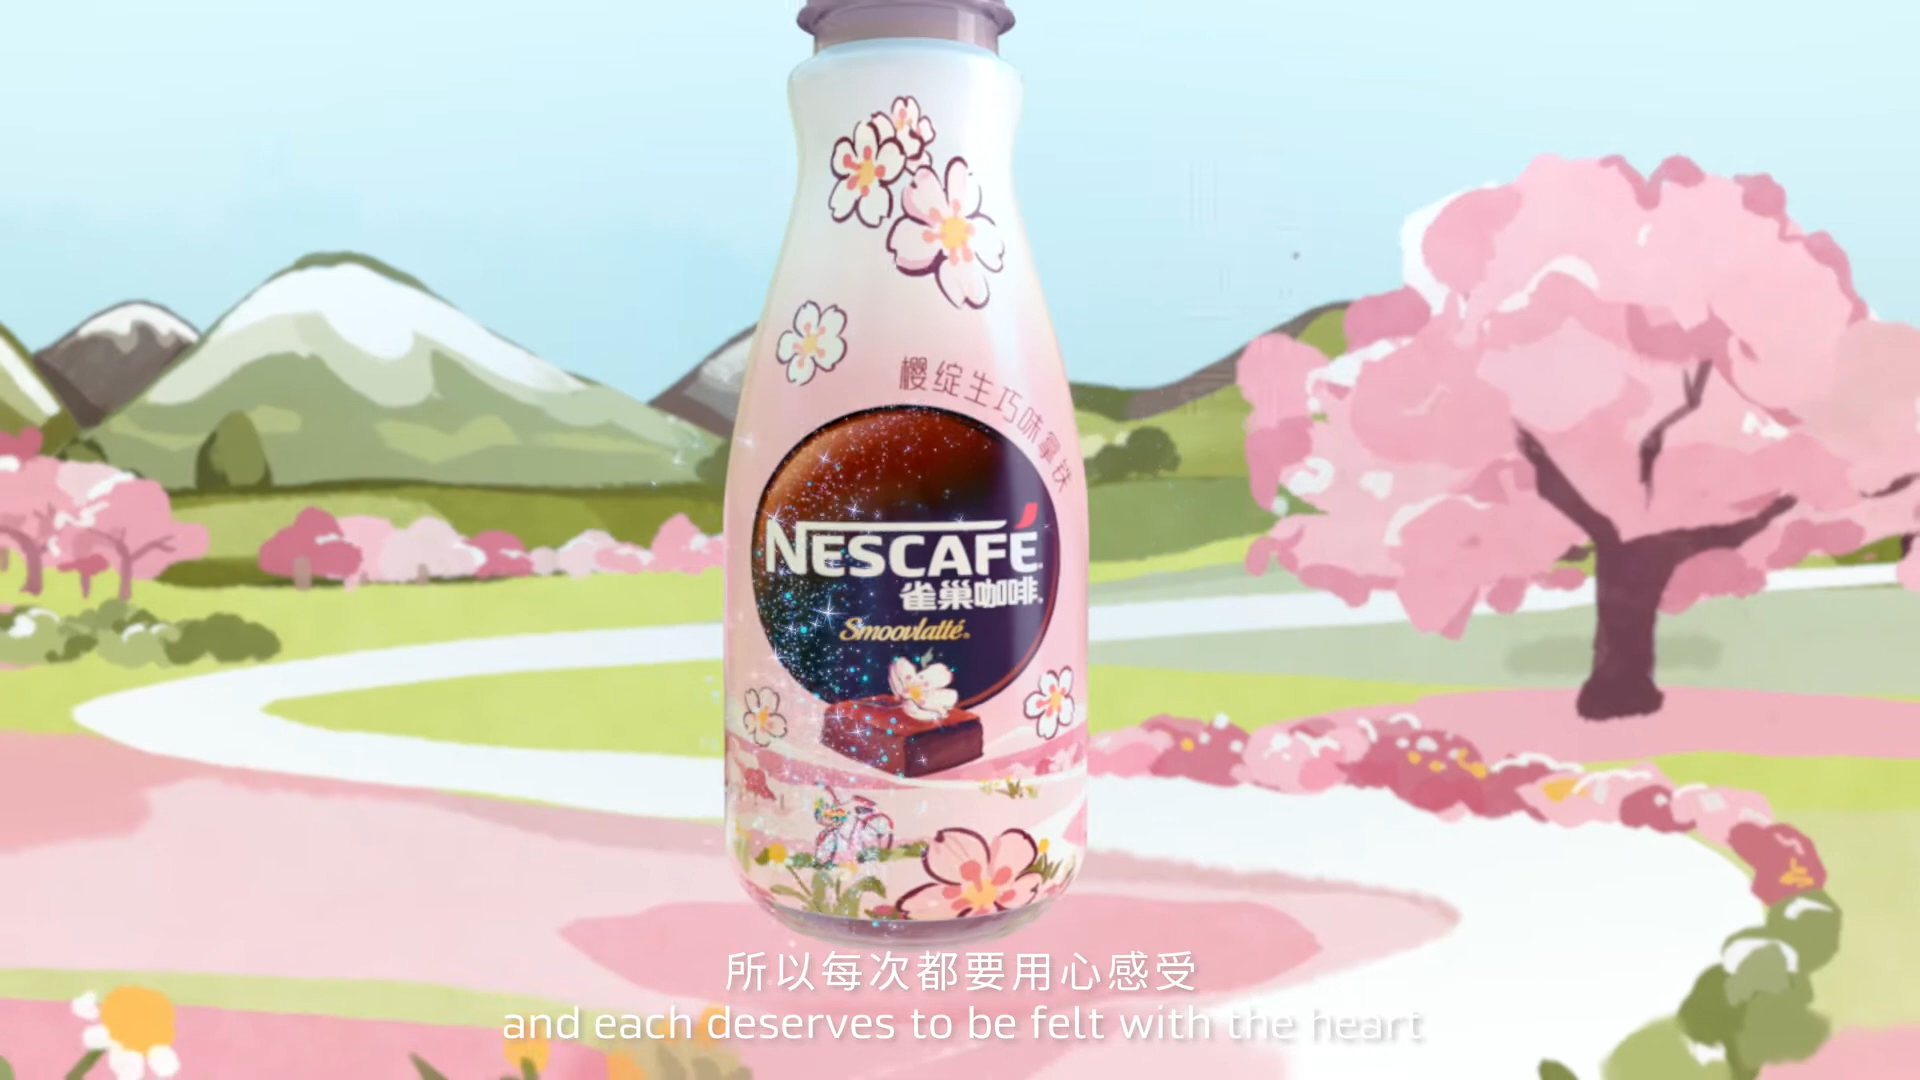 樱绽生巧味拿铁
NESCAFÉ
雀巢咖啡
Smoovlatté
所以每次都要用心感受
and each deserves to be felt with the heart